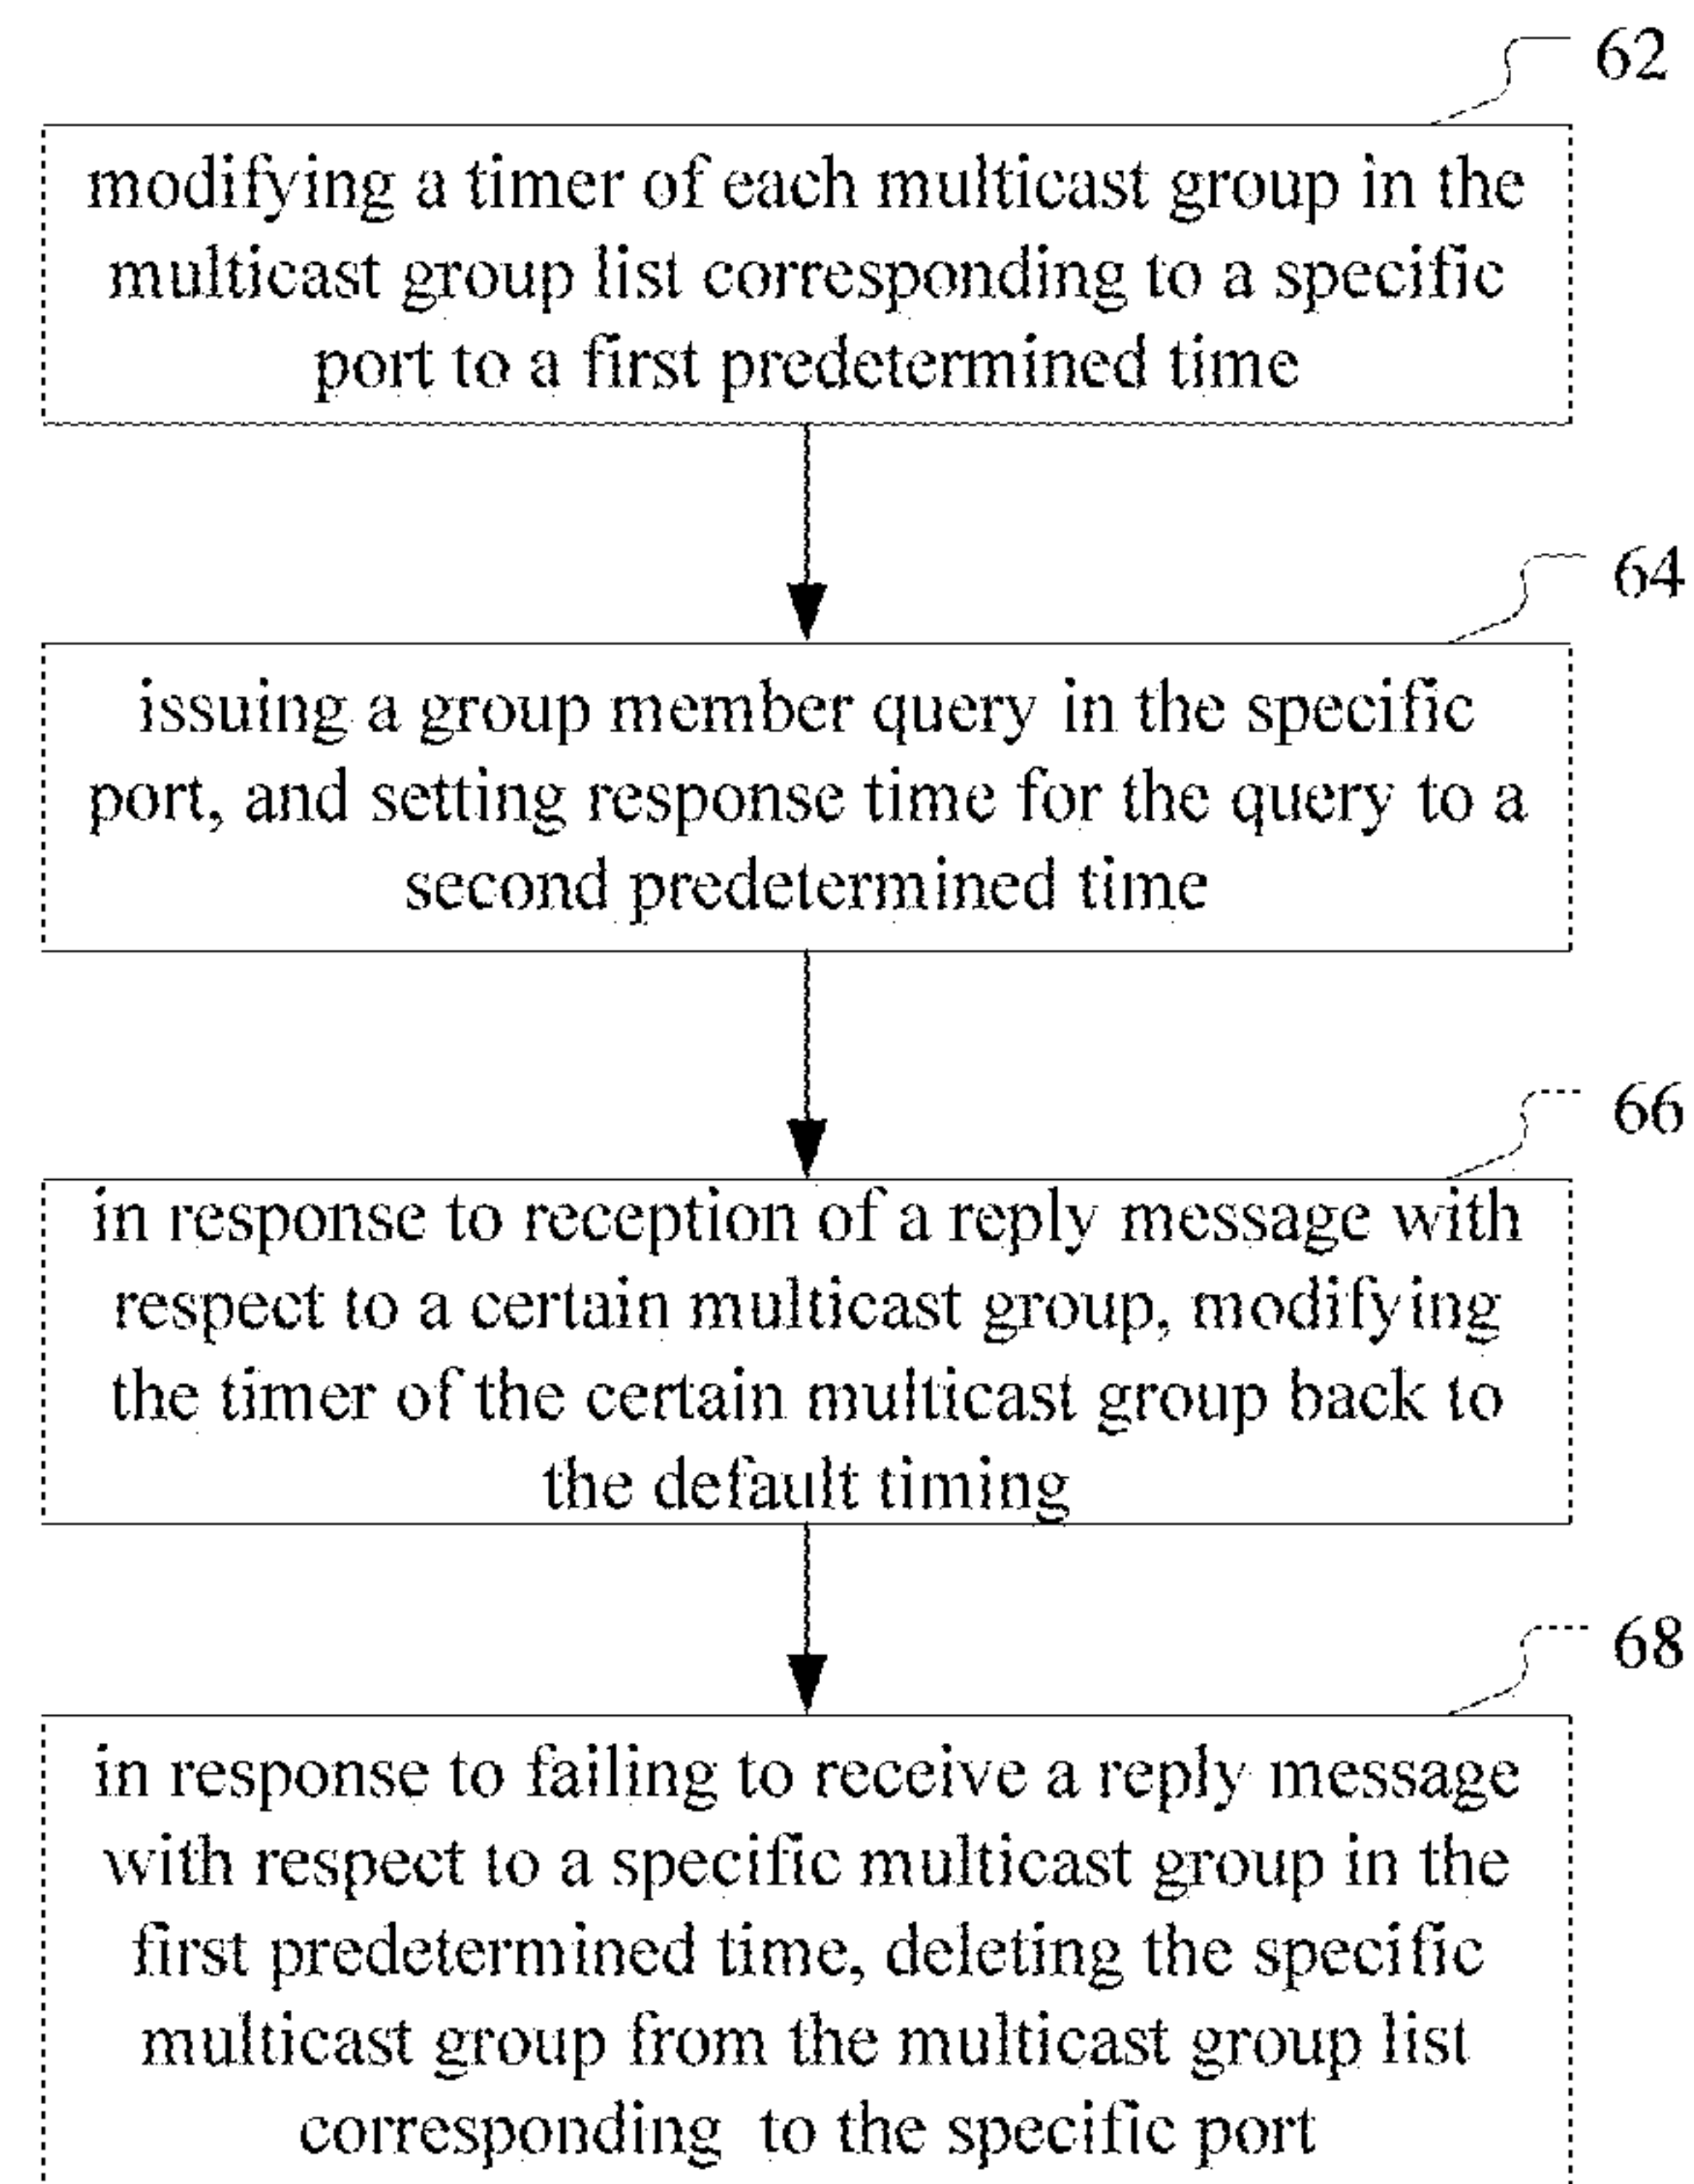 62
modifying a timer of each multicast group in the
multicast group list corresponding to a specific
port to a first predetermined time
64
issuing a group member query in the specific
port, and setting response time for the query to a
second predetermined time
66
in response to reception of a reply message with
respect to a certain multicast group, modifying
the timer of the certain multicast group back to
the default timing
68
in response to failing to receive a reply message
with respect to a specific multicast group in the
first predetermined time, deleting the specific
multicast group from the multicast group list
corresponding to the specific port